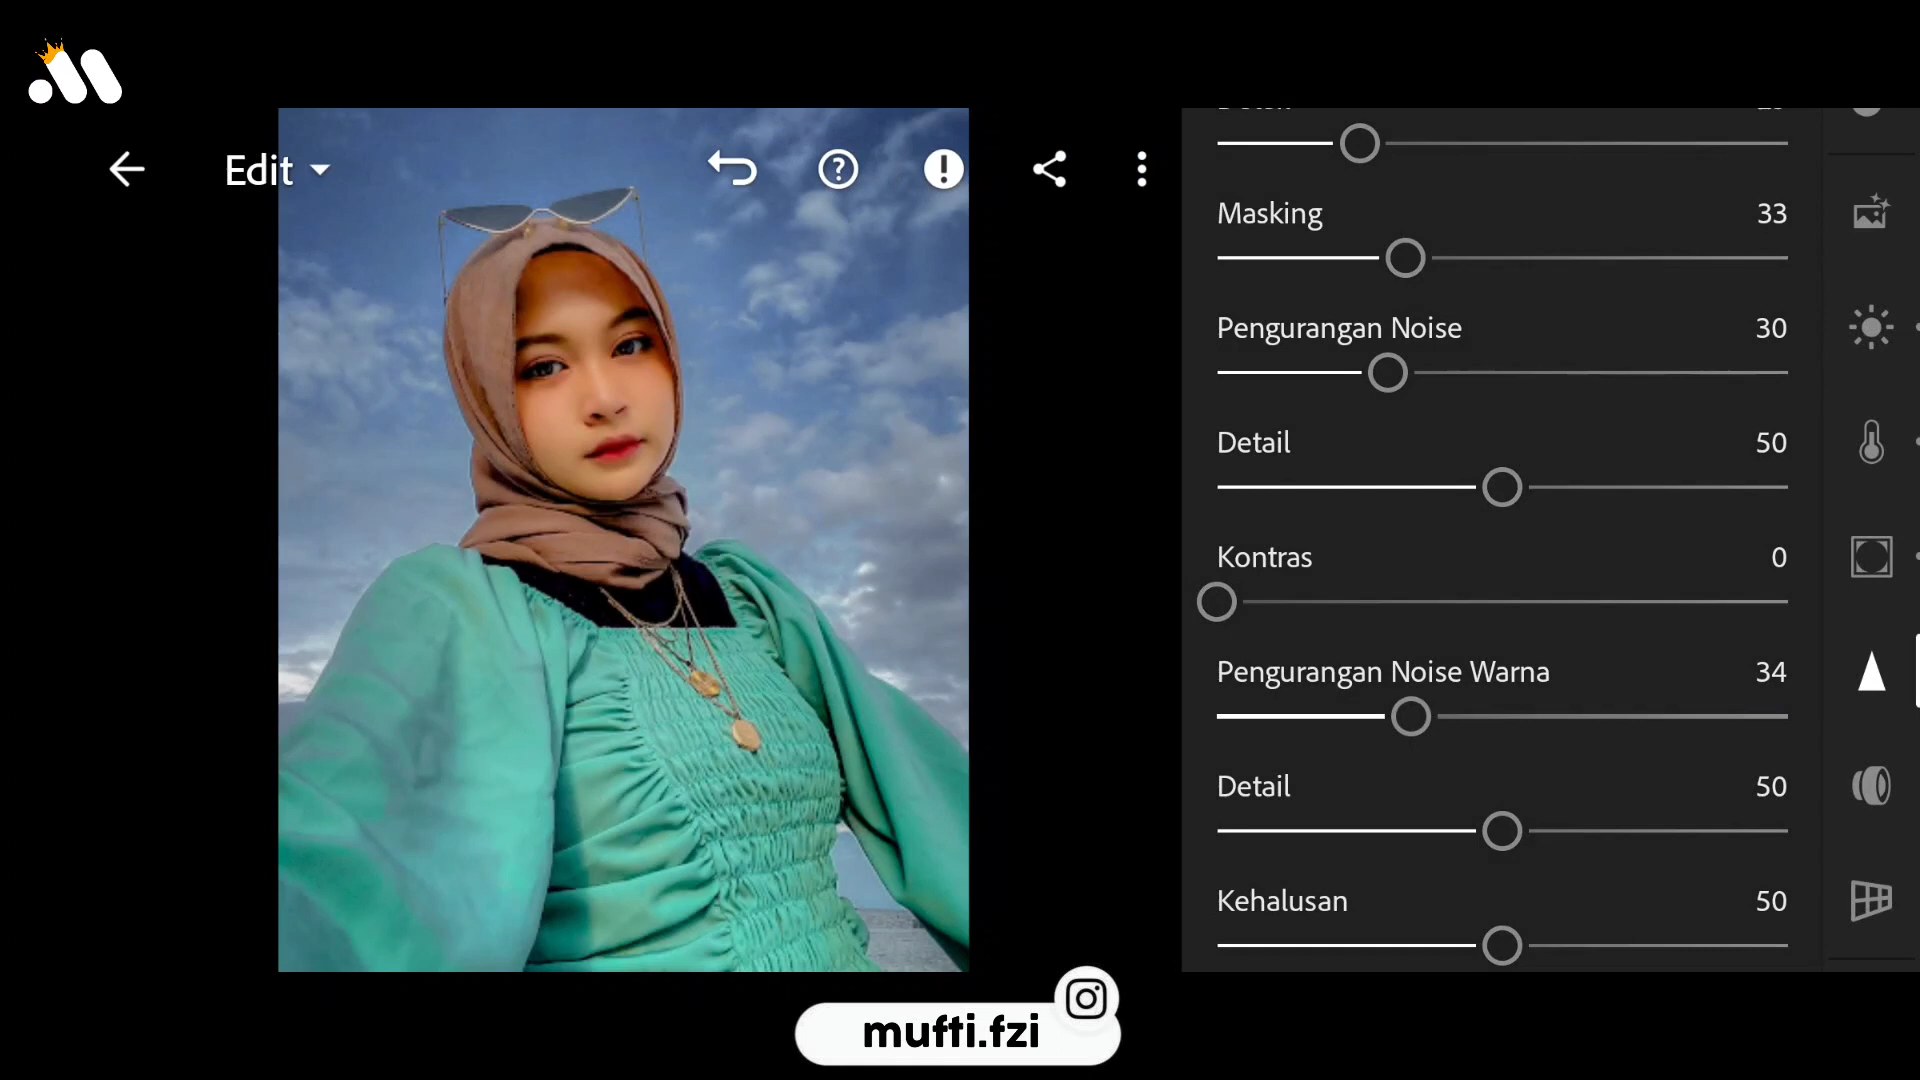 Edit
Masking 33
Pengurangan Noise 30
Detail 50
Kontras 0
Pengurangan Noise Warna 34
Detail 50
Kehalusan 50
mufti.fzi